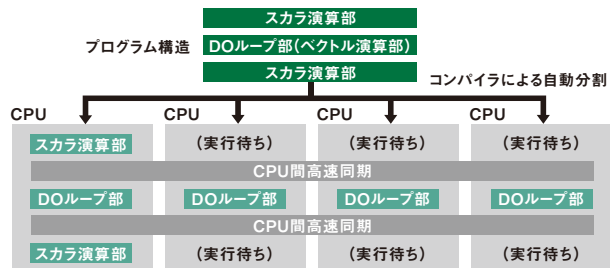 スカラ演算部
プログラム構造 DOループ部(ベクトル演算部)
スカラ演算部
コンパイラによる自動分割
CPU CPU CPU CPU
スカラ演算部 (実行待ち) (実行待ち) (実行待ち)
CPU間高速同期
DOループ部 DOループ部 DOループ部 DOループ部
CPU間高速同期
スカラ演算部 (実行待ち) (実行待ち) (実行待ち)